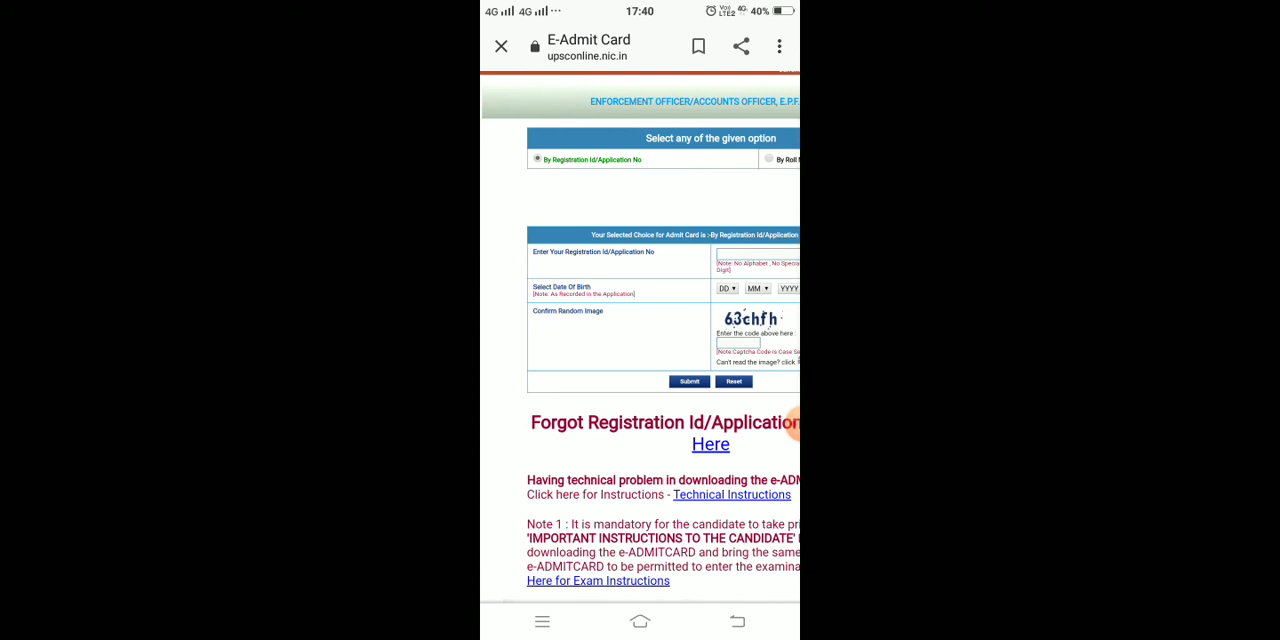 4G 4G ... 17:40 Vo) LTE2 4G 40%
E-Admit Card
upsconline.nic.in
ENFORCEMENT OFFICER/ACCOUNTS OFFICER, E.P.F.
Select any of the given option
By Registration Id/Application No By Roll
Your Selected Choice for Admit Card is :-By Registration Id/Application
Enter Your Registration Id/Application No
[Note: No Alphabet , No Specia
Digit]
Select Date Of Birth DD MM YYYY
[Note: As Recorded in the Application]
Confirm Random Image 63chfh
Enter the code above here :
[Note:Captcha Code is Case Se
Can't read the image? click
Submit Reset
Forgot Registration Id/Application
Here
Having technical problem in downloading the e-ADM
Click here for Instructions - Technical Instructions
Note 1 : It is mandatory for the candidate to take pri
'IMPORTANT INSTRUCTIONS TO THE CANDIDATE'
downloading the e-ADMITCARD and bring the same
e-ADMITCARD to be permitted to enter the examina
Here for Exam Instructions